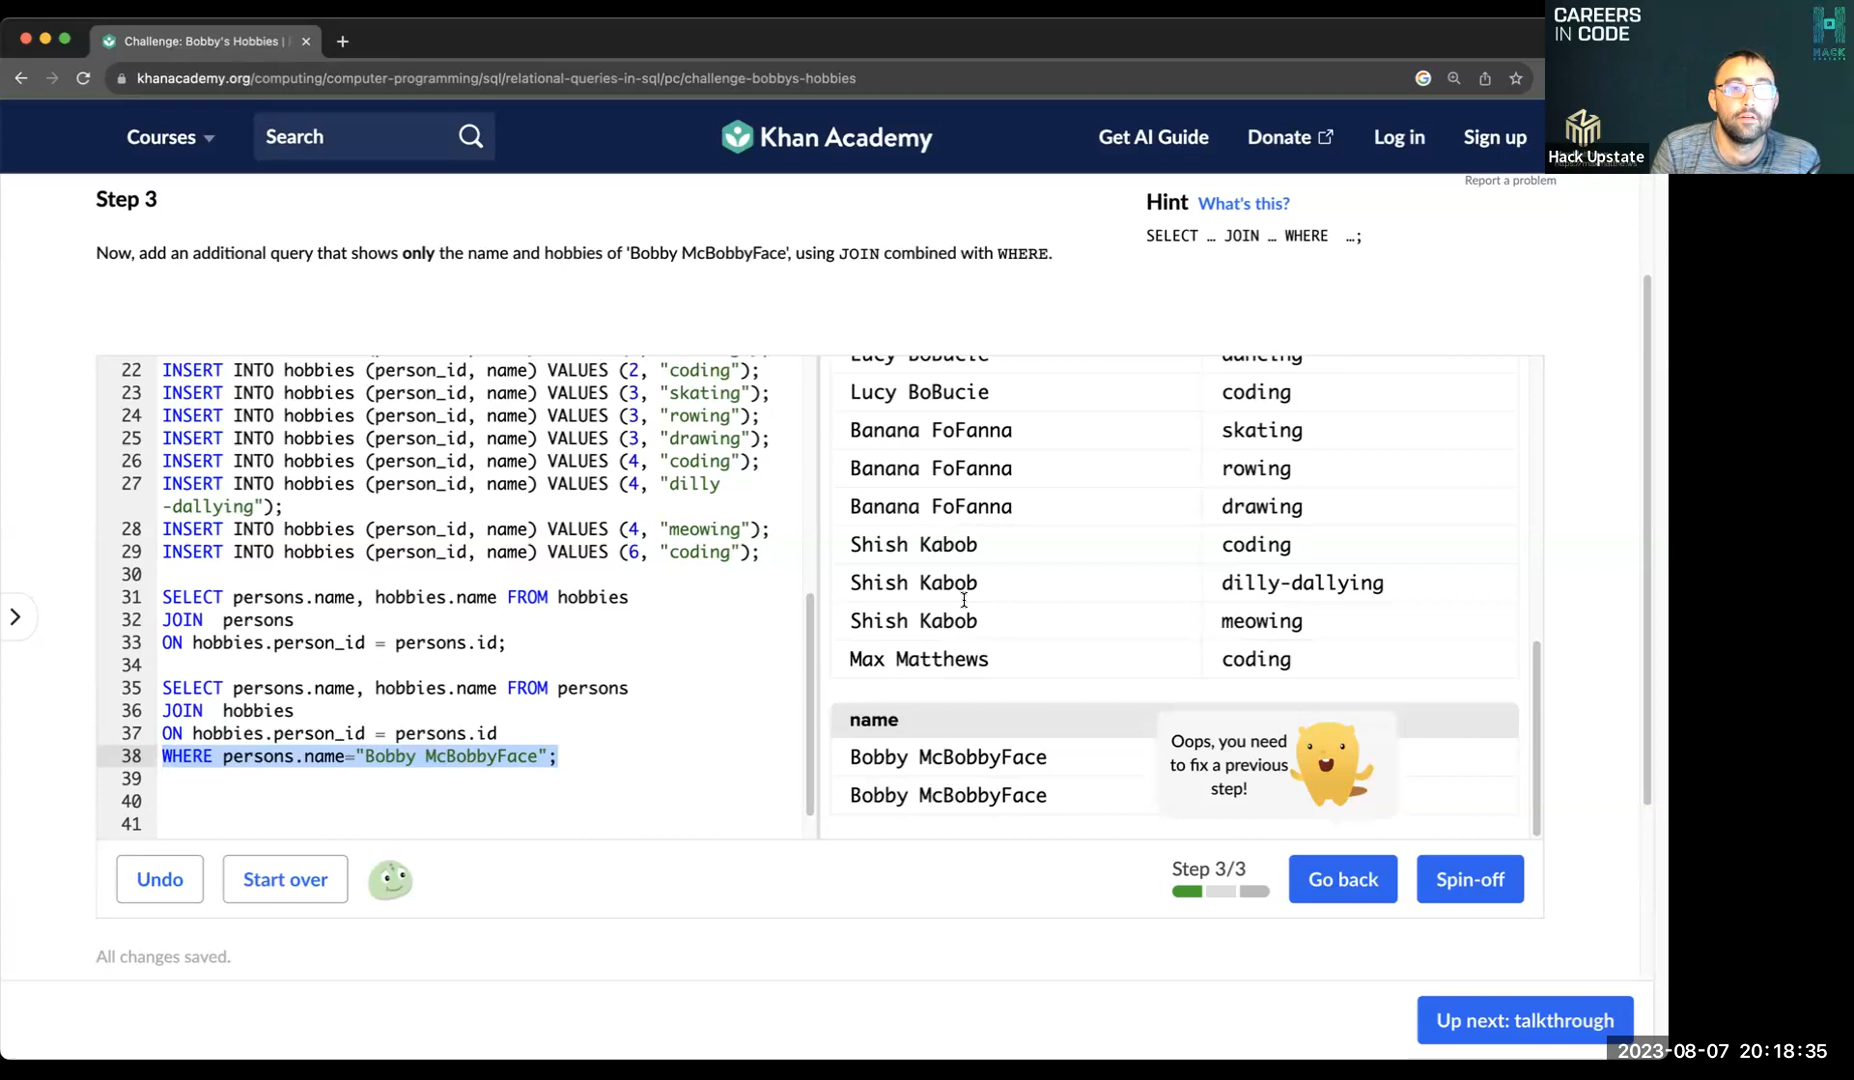 Challenge: Bobby's Hobbies |
khanacademy.org/computing/computer-programming/sql/relational-queries-in-sql/pc/challenge-bobbys-hobbies
CAREERS
IN CODE
HACK
UPSTATE
Hack Upstate
Courses
Search
Khan Academy
Get AI Guide
Donate
Log in
Sign up
Report a problem
Step 3
Now, add an additional query that shows only the name and hobbies of 'Bobby McBobbyFace', using JOIN combined with WHERE.
Hint What's this?
SELECT … JOIN … WHERE …;
22 INSERT INTO hobbies (person_id, name) VALUES (2, "coding");
23 INSERT INTO hobbies (person_id, name) VALUES (3, "skating");
24 INSERT INTO hobbies (person_id, name) VALUES (3, "rowing");
25 INSERT INTO hobbies (person_id, name) VALUES (3, "drawing");
26 INSERT INTO hobbies (person_id, name) VALUES (4, "coding");
27 INSERT INTO hobbies (person_id, name) VALUES (4, "dilly
-dallying");
28 INSERT INTO hobbies (person_id, name) VALUES (4, "meowing");
29 INSERT INTO hobbies (person_id, name) VALUES (6, "coding");
30
31 SELECT persons.name, hobbies.name FROM hobbies
32 JOIN persons
33 ON hobbies.person_id = persons.id;
34
35 SELECT persons.name, hobbies.name FROM persons
36 JOIN hobbies
37 ON hobbies.person_id = persons.id
38 WHERE persons.name="Bobby McBobbyFace";
39
40
41
Lucy BoBucie dancing
Lucy BoBucie coding
Banana FoFanna skating
Banana FoFanna rowing
Banana FoFanna drawing
Shish Kabob coding
Shish Kabob dilly-dallying
Shish Kabob meowing
Max Matthews coding
name
Bobby McBobbyFace
Bobby McBobbyFace
Oops, you need
to fix a previous
step!
Undo
Start over
Step 3/3
Go back
Spin-off
All changes saved.
Up next: talkthrough
2023-08-07 20:18:35